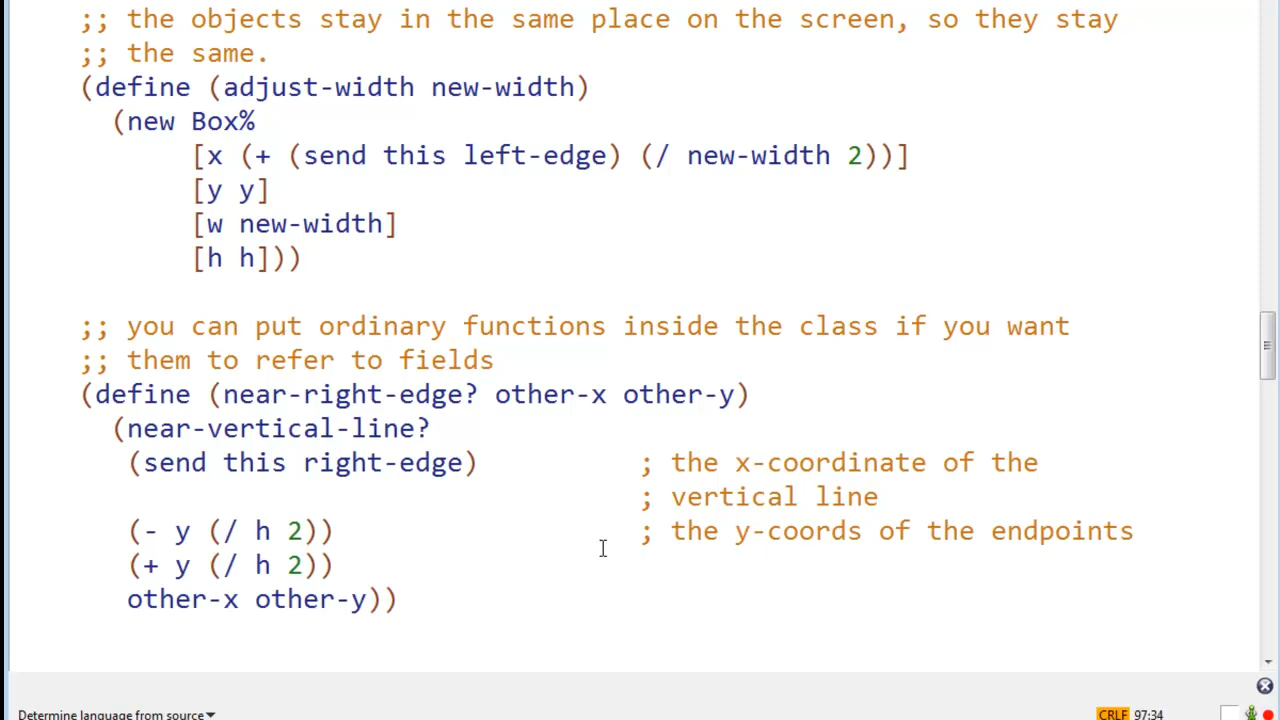 ;; the objects stay in the same place on the screen, so they stay
;; the same.
(define (adjust-width new-width)
(new Box%
[x (+ (send this left-edge) (/ new-width 2))]
[y y]
[w new-width]
[h h]))
;; you can put ordinary functions inside the class if you want
;; them to refer to fields
(define (near-right-edge? other-x other-y)
(near-vertical-line?
(send this right-edge) ; the x-coordinate of the
; vertical line
(- y (/ h 2)) ; the y-coords of the endpoints
(+ y (/ h 2))
other-x other-y))
Determine language from source CRLF 97:34